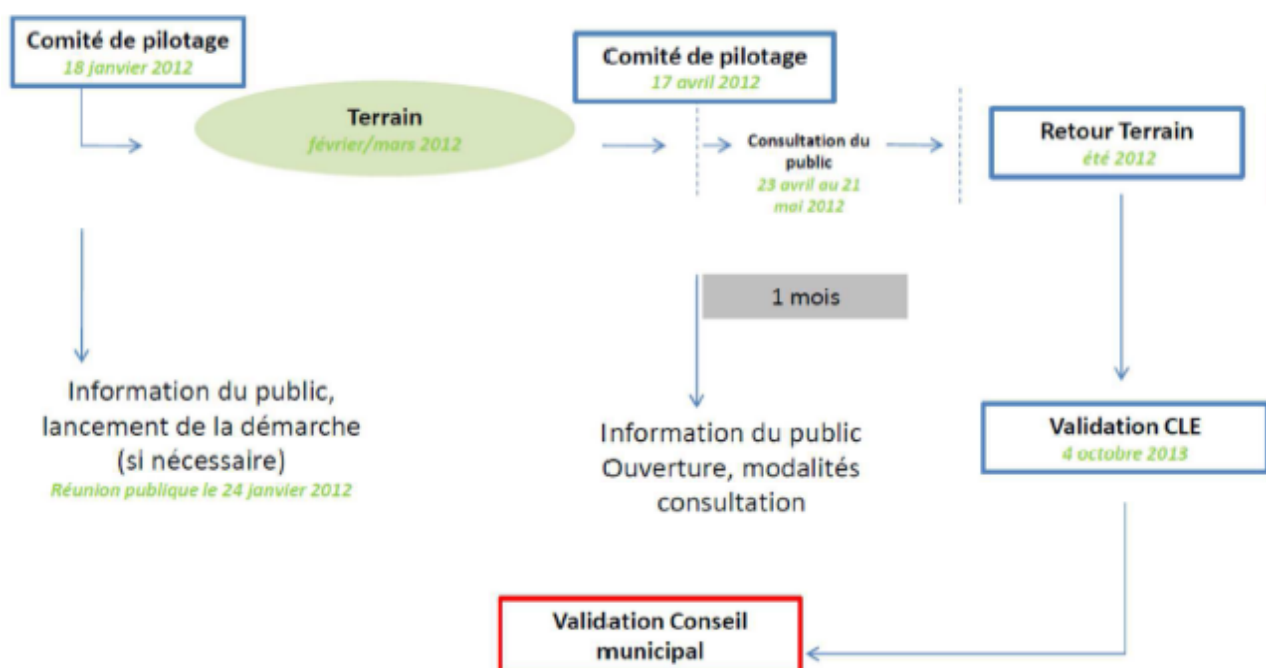 Comité de pilotage
18 janvier 2012
Terrain
février/mars 2012
Comité de pilotage
17 avril 2012
Consultation du
public
23 avril au 21
mai 2012
Retour Terrain
été 2012
1 mois
Information du public,
lancement de la démarche
(si nécessaire)
Réunion publique le 24 janvier 2012
Information du public
Ouverture, modalités
consultation
Validation CLE
4 octobre 2013
Validation Conseil
municipal